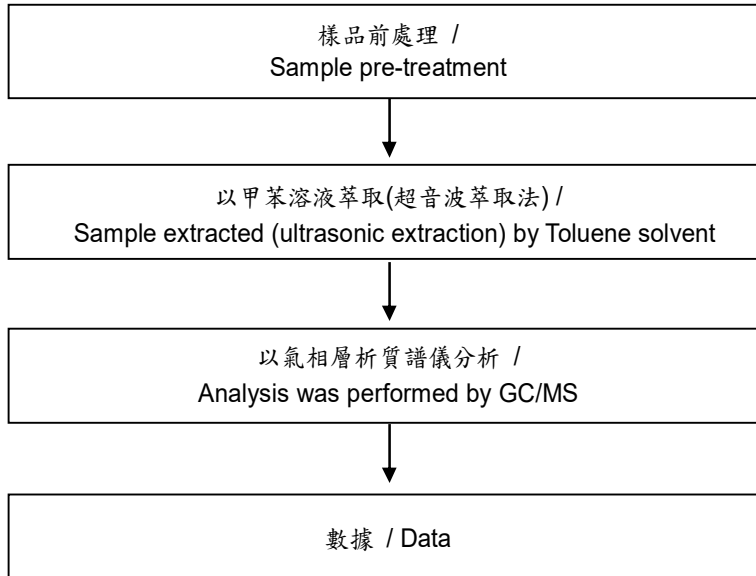 樣品前處理 /
Sample pre-treatment
以甲苯溶液萃取(超音波萃取法) /
Sample extracted (ultrasonic extraction) by Toluene solvent
以氣相層析質譜儀分析 /
Analysis was performed by GC/MS
數據 / Data